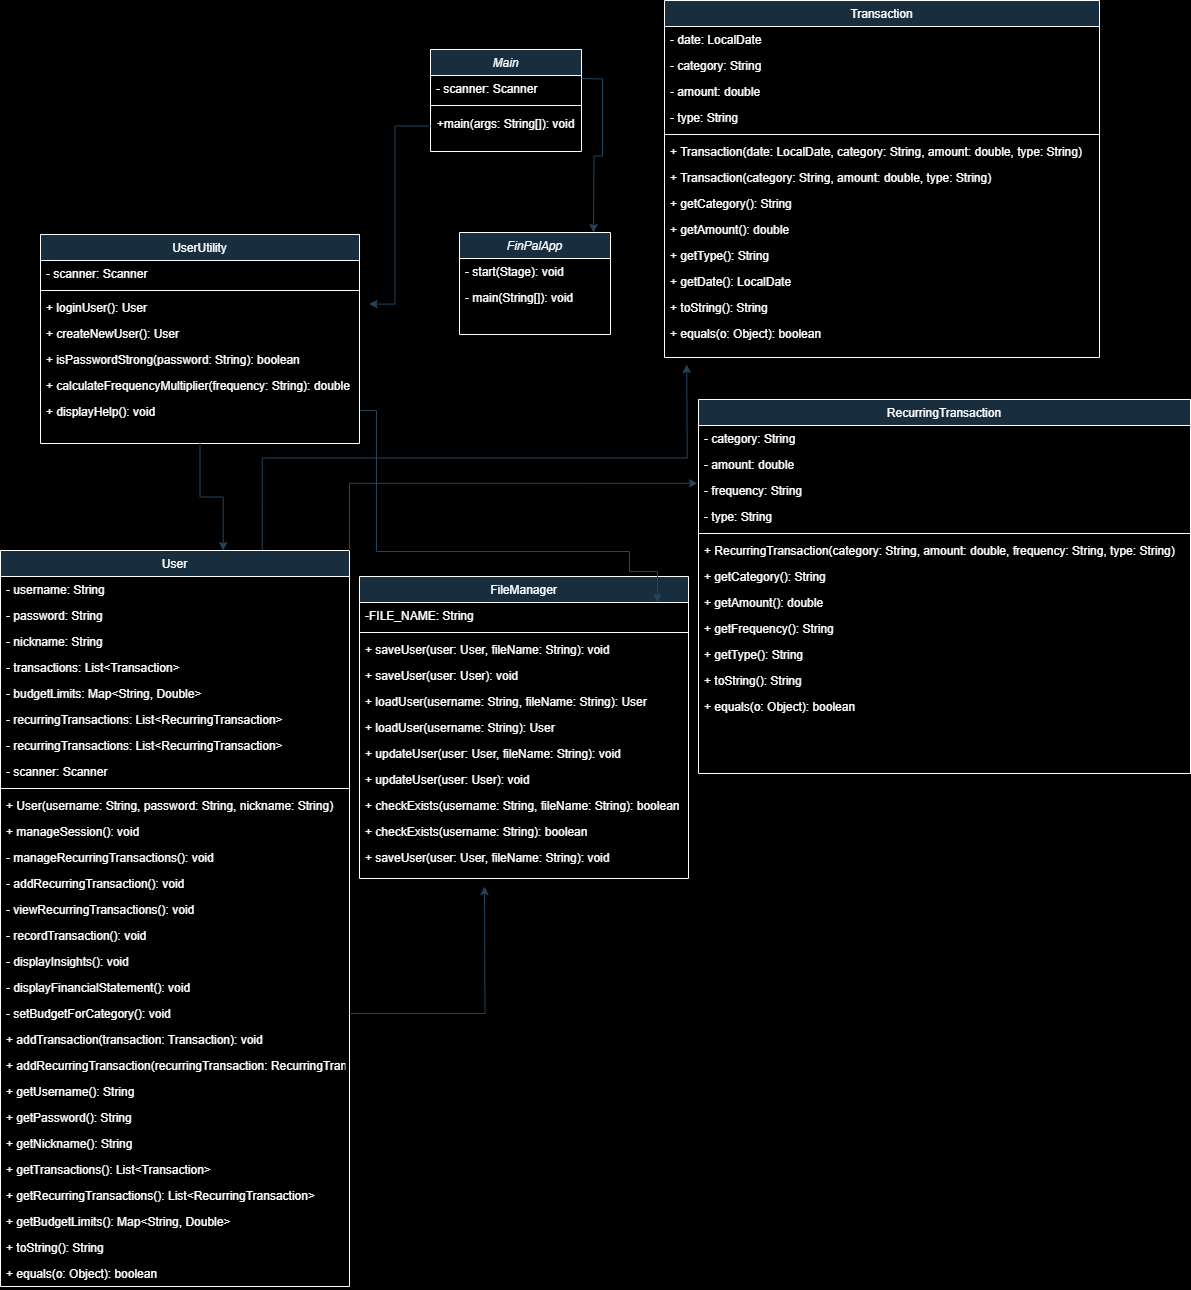 Transaction
- date: LocalDate
- category: String
- amount: double
- type: String
+ Transaction(date: LocalDate, category: String, amount: double, type: String)
+ Transaction(category: String, amount: double, type: String)
+ getCategory(): String
+ getAmount(): double
+ getType(): String
+ getDate(): LocalDate
+ toString(): String
+ equals(o: Object): boolean
Main
- scanner: Scanner
+main(args: String[]): void
UserUtility
- scanner: Scanner
+ loginUser(): User
+ createNewUser(): User
+ isPasswordStrong(password: String): boolean
+ calculateFrequencyMultiplier(frequency: String): double
+ displayHelp(): void
FinPalApp
- start(Stage): void
- main(String[]): void
RecurringTransaction
- category: String
- amount: double
- frequency: String
- type: String
+ RecurringTransaction(category: String, amount: double, frequency: String, type: String)
+ getCategory(): String
+ getAmount(): double
+ getFrequency(): String
+ getType(): String
+ toString(): String
+ equals(o: Object): boolean
User
- username: String
- password: String
- nickname: String
- transactions: List<Transaction>
- budgetLimits: Map<String, Double>
- recurringTransactions: List<RecurringTransaction>
- recurringTransactions: List<RecurringTransaction>
- scanner: Scanner
+ User(username: String, password: String, nickname: String)
+ manageSession(): void
- manageRecurringTransactions(): void
- addRecurringTransaction(): void
- viewRecurringTransactions(): void
- recordTransaction(): void
- displayInsights(): void
- displayFinancialStatement(): void
- setBudgetForCategory(): void
+ addTransaction(transaction: Transaction): void
+ addRecurringTransaction(recurringTransaction: RecurringTran
+ getUsername(): String
+ getPassword(): String
+ getNickname(): String
+ getTransactions(): List<Transaction>
+ getRecurringTransactions(): List<RecurringTransaction>
+ getBudgetLimits(): Map<String, Double>
+ toString(): String
+ equals(o: Object): boolean
FileManager
-FILE_NAME: String
+ saveUser(user: User, fileName: String): void
+ saveUser(user: User): void
+ loadUser(username: String, fileName: String): User
+ loadUser(username: String): User
+ updateUser(user: User, fileName: String): void
+ updateUser(user: User): void
+ checkExists(username: String, fileName: String): boolean
+ checkExists(username: String): boolean
+ saveUser(user: User, fileName: String): void